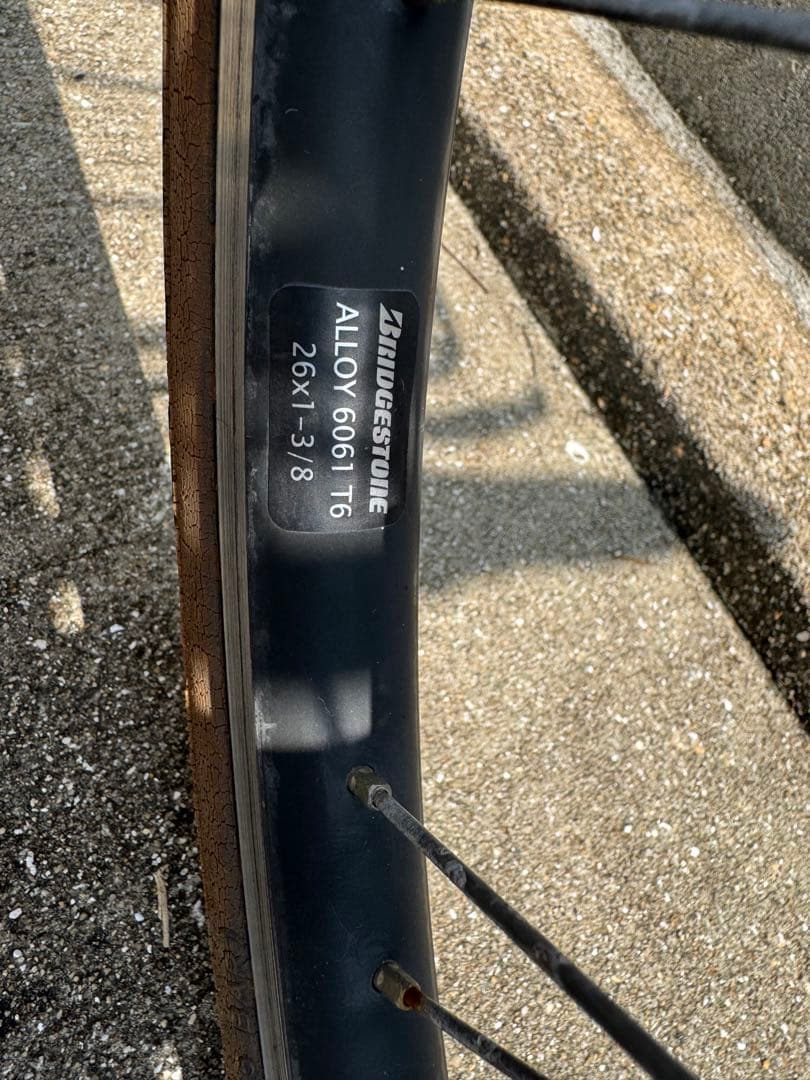 BRIDGESTONE
ALLOY 6061 T6
26x1-3/8